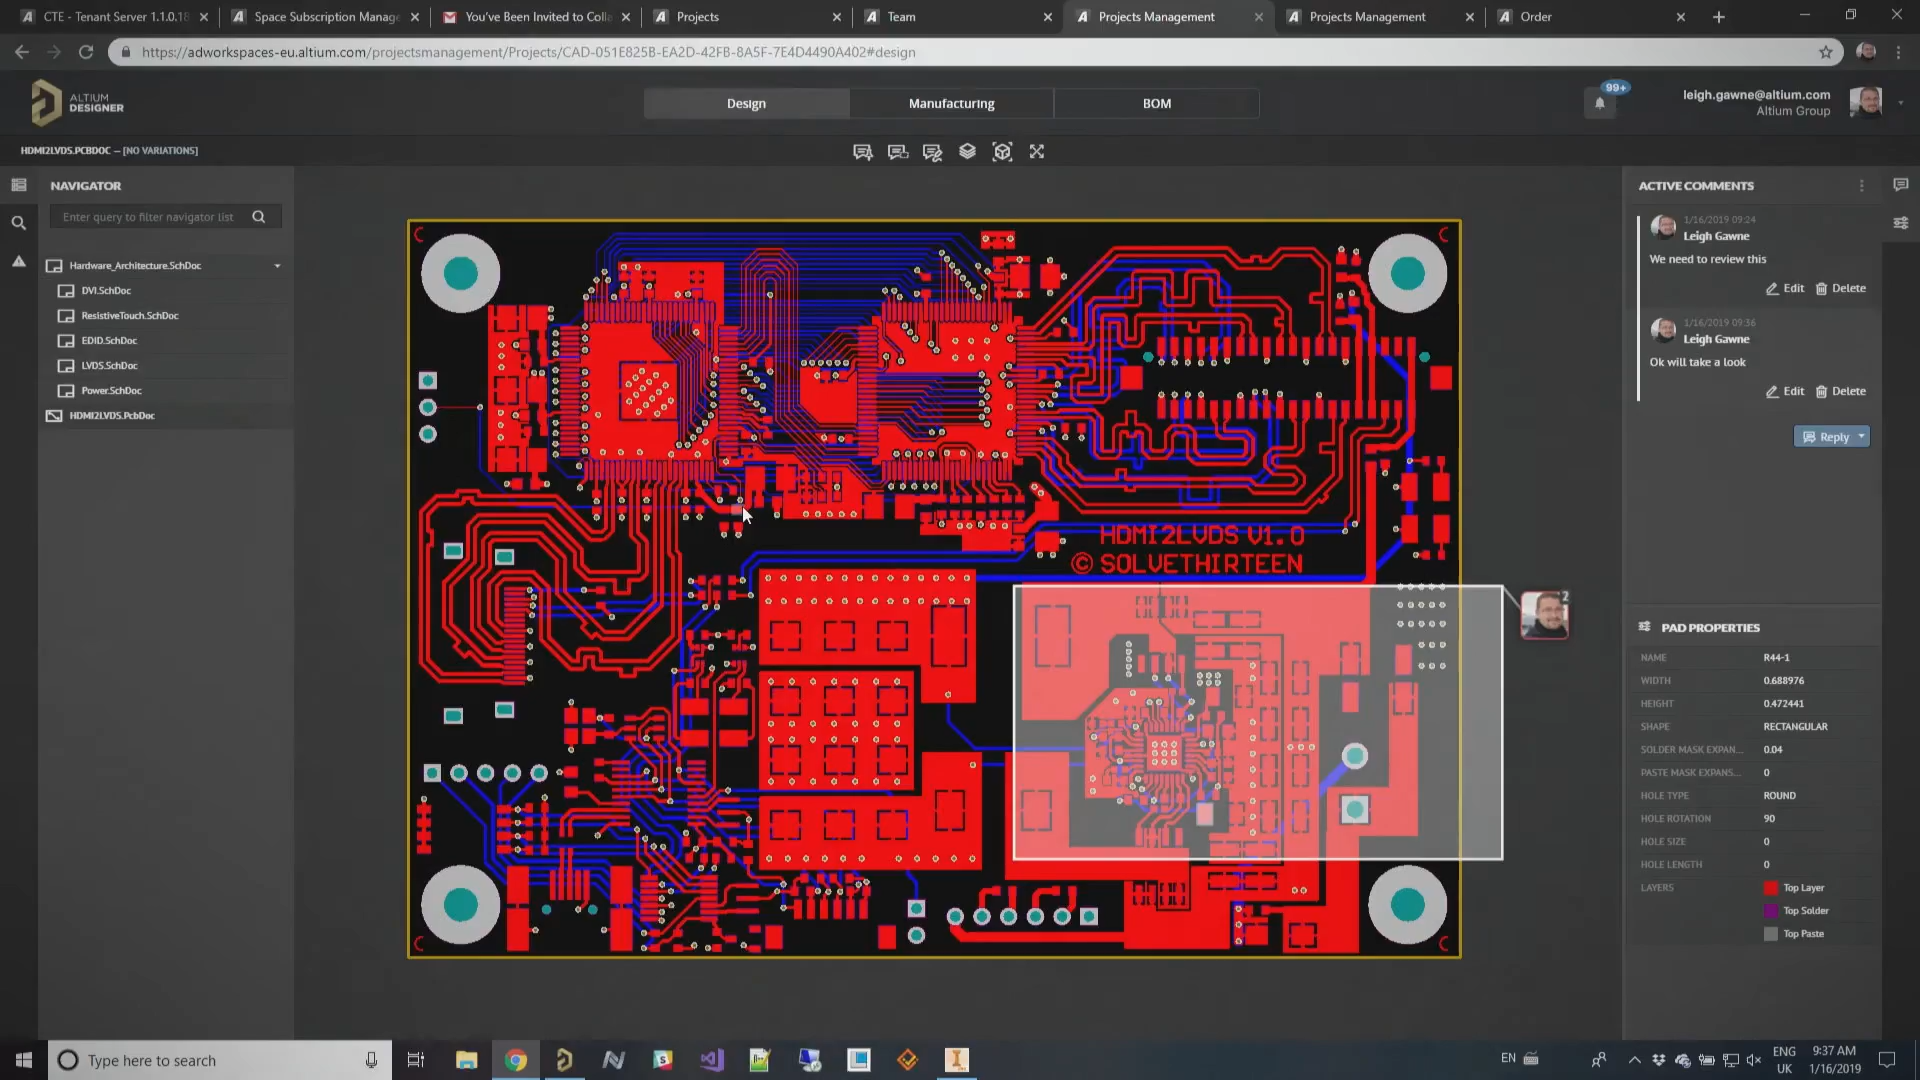 CTE - Tenant Server 1.1.0.18
Space Subscription Manage
You've Been Invited to Coll
Projects
Team
Projects Management
Projects Management
Order
https://adworkspaces-eu.altium.com/projectsmanagement/Projects/CAD-051E825B-EA2D-42FB-8A5F-7E4D4490A402#design
ALTIUM
DESIGNER
Design
Manufacturing
BOM
99+
leigh.gawne@altium.com
Altium Group
HDMI2LVDS.PCBDOC – [NO VARIATIONS]
NAVIGATOR
Enter query to filter navigator list
Hardware_Architecture.SchDoc
DVI.SchDoc
ResistiveTouch.SchDoc
EDID.SchDoc
LVDS.SchDoc
Power.SchDoc
HDMI2LVDS.PcbDoc
HDMI2LVDS V1.0
© SOLVETHIRTEEN
2
ACTIVE COMMENTS
1/16/2019 09:24
Leigh Gawne
We need to review this
Edit Delete
1/16/2019 09:36
Leigh Gawne
Ok will take a look
Edit Delete
Reply
PAD PROPERTIES
NAME R44-1
WIDTH 0.688976
HEIGHT 0.472441
SHAPE RECTANGULAR
SOLDER MASK EXPAN... 0.04
PASTE MASK EXPANS... 0
HOLE TYPE ROUND
HOLE ROTATION 90
HOLE SIZE 0
HOLE LENGTH 0
LAYERS Top Layer
Top Solder
Top Paste
Type here to search
EN
ENG
UK
9:37 AM
1/16/2019